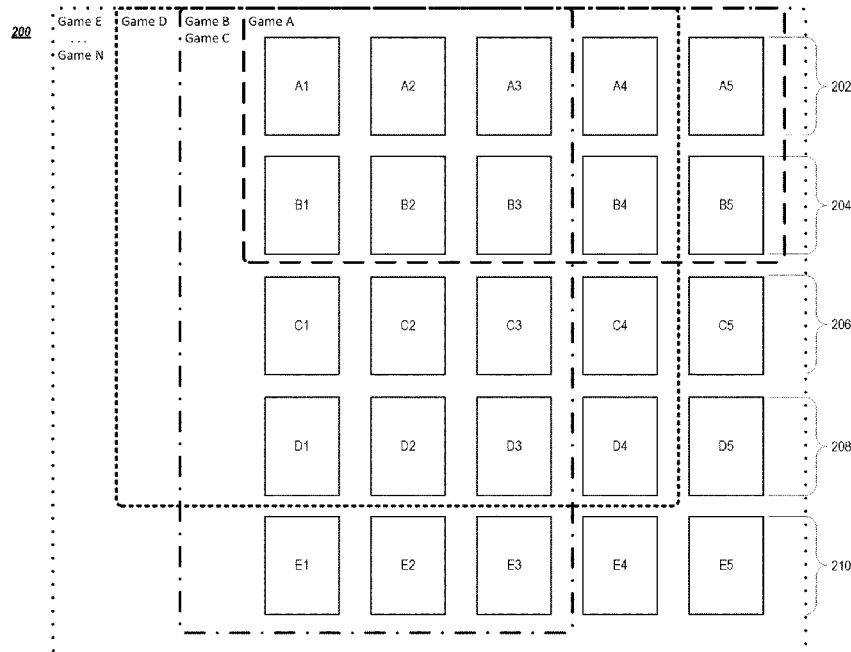 200
Game E
...
Game N
Game D
Game B
Game C
Game A
A1 A2 A3 A4 A5 202
B1 B2 B3 B4 B5 204
C1 C2 C3 C4 C5 206
D1 D2 D3 D4 D5 208
E1 E2 E3 E4 E5 210